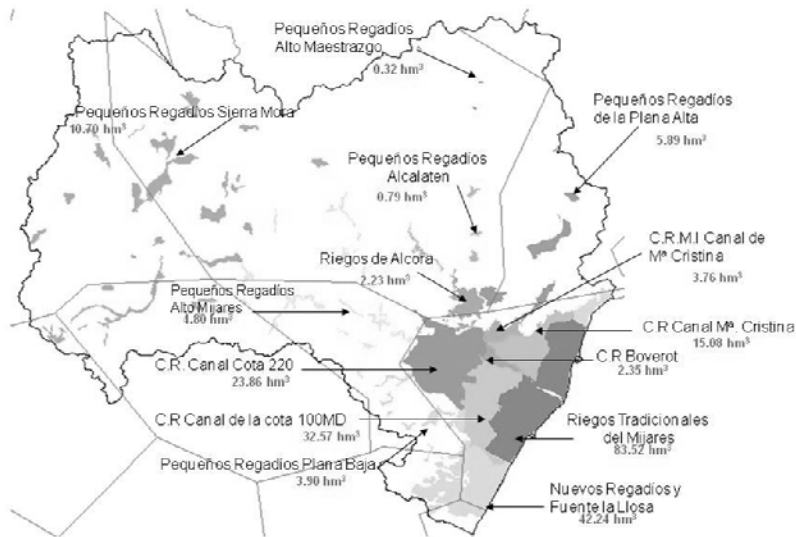 Pequeños Regadíos
Alto Maestrazgo
0.32 hm³
Pequeños Regadíos Sierra Mora
10.70 hm³
Pequeños Regadíos
de la Plana Alta
5.89 hm³
Pequeños Regadíos
Alcalaten
0.79 hm³
Riegos de Alcora
2.23 hm³
C.R.M.I Canal de
Mª Cristina
3.76 hm³
Pequeños Regadíos
Alto Mijares
4.80 hm³
C.R Canal Mª. Cristina
15.08 hm³
C.R. Canal Cota 220
23.86 hm³
C.R Boverot
2.35 hm³
C.R Canal de la cota 100MD
32.57 hm³
Riegos Tradicionales
del Mijares
83.52 hm³
Pequeños Regadíos Plana Baja
3.90 hm³
Nuevos Regadíos y
Fuente la Llosa
42.24 hm³